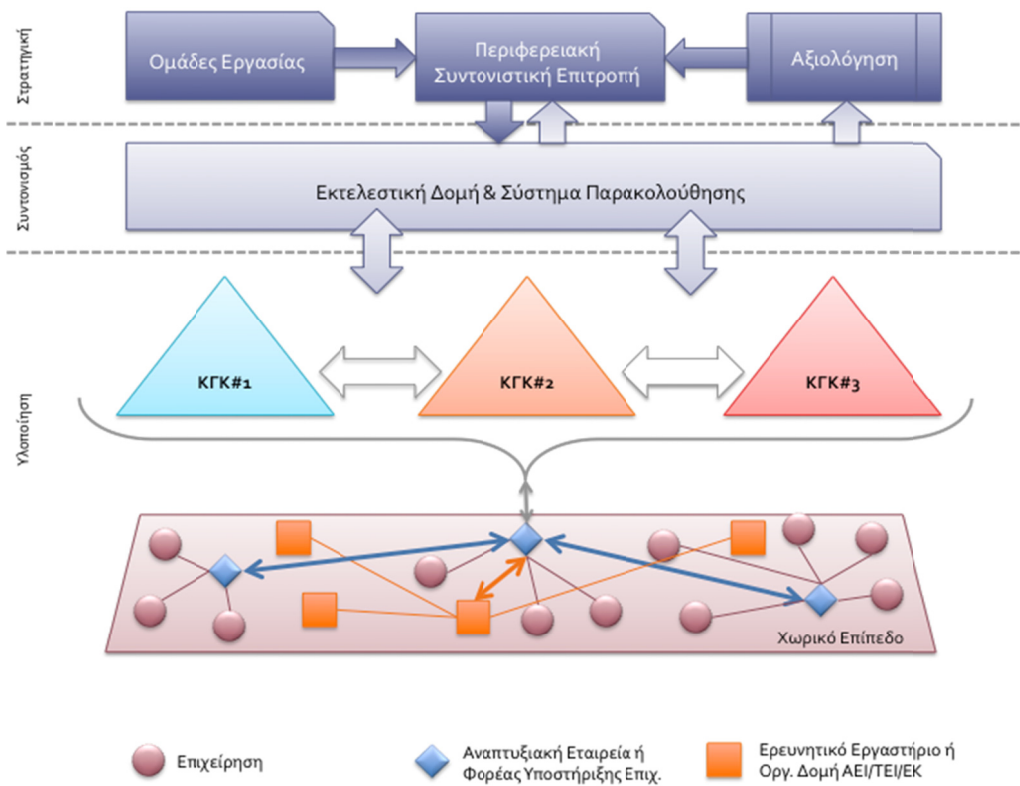 Στρατηγική
Ομάδες Εργασίας
Περιφερειακή
Συντονιστική Επιτροπή
Αξιολόγηση
Συντονισμός
Εκτελεστική Δομή & Σύστημα Παρακολούθησης
Υλοποίηση
ΚΓΚ#1
ΚΓΚ#2
ΚΓΚ#3
Χωρικό Επίπεδο
Επιχείρηση
Αναπτυξιακή Εταιρεία ή
Φορέας Υποστήριξης Επιχ.
Ερευνητικό Εργαστήριο ή
Οργ. Δομή ΑΕΙ/ΤΕΙ/ΕΚ